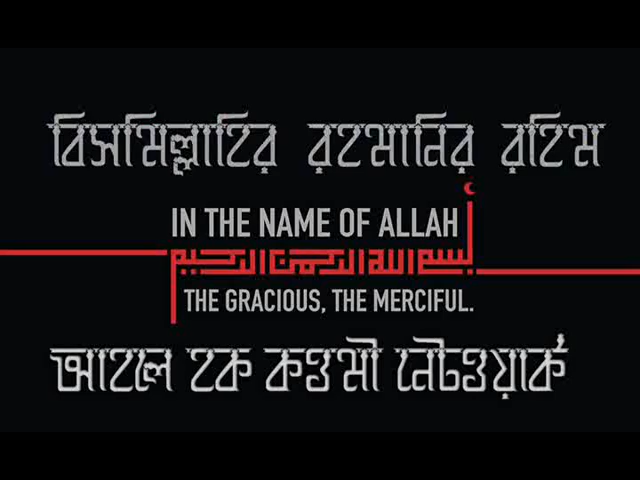 বিসমিল্লাহির রহমানির রহিম
IN THE NAME OF ALLAH
بسم الله الرحمن الرحيم
THE GRACIOUS, THE MERCIFUL.
আহলে হক কওমী নেটওয়ার্ক